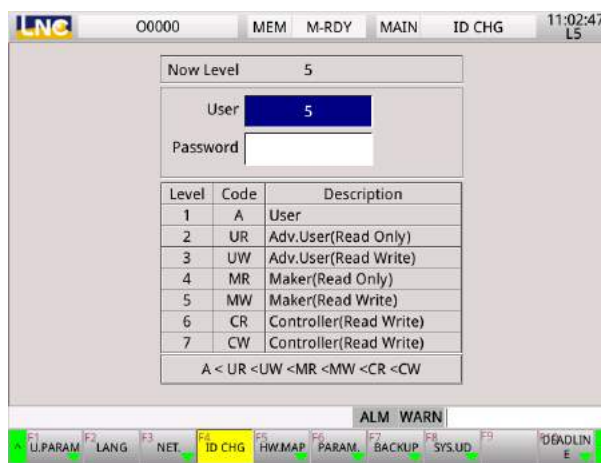 LNC O0000 MEM M-RDY MAIN ID CHG 11:02:47
L5
Now Level 5
User 5
Password
Level Code Description
1 A User
2 UR Adv.User(Read Only)
3 UW Adv.User(Read Write)
4 MR Maker(Read Only)
5 MW Maker(Read Write)
6 CR Controller(Read Write)
7 CW Controller(Read Write)
A < UR <UW <MR <MW <CR <CW
ALM WARN
F1 F2 F3 F4 F5 F6 F7 F8 F9 F10
^ U.PARAM LANG NET. ID CHG HW.MAP PARAM. BACKUP SYS.UD DEADLIN
E